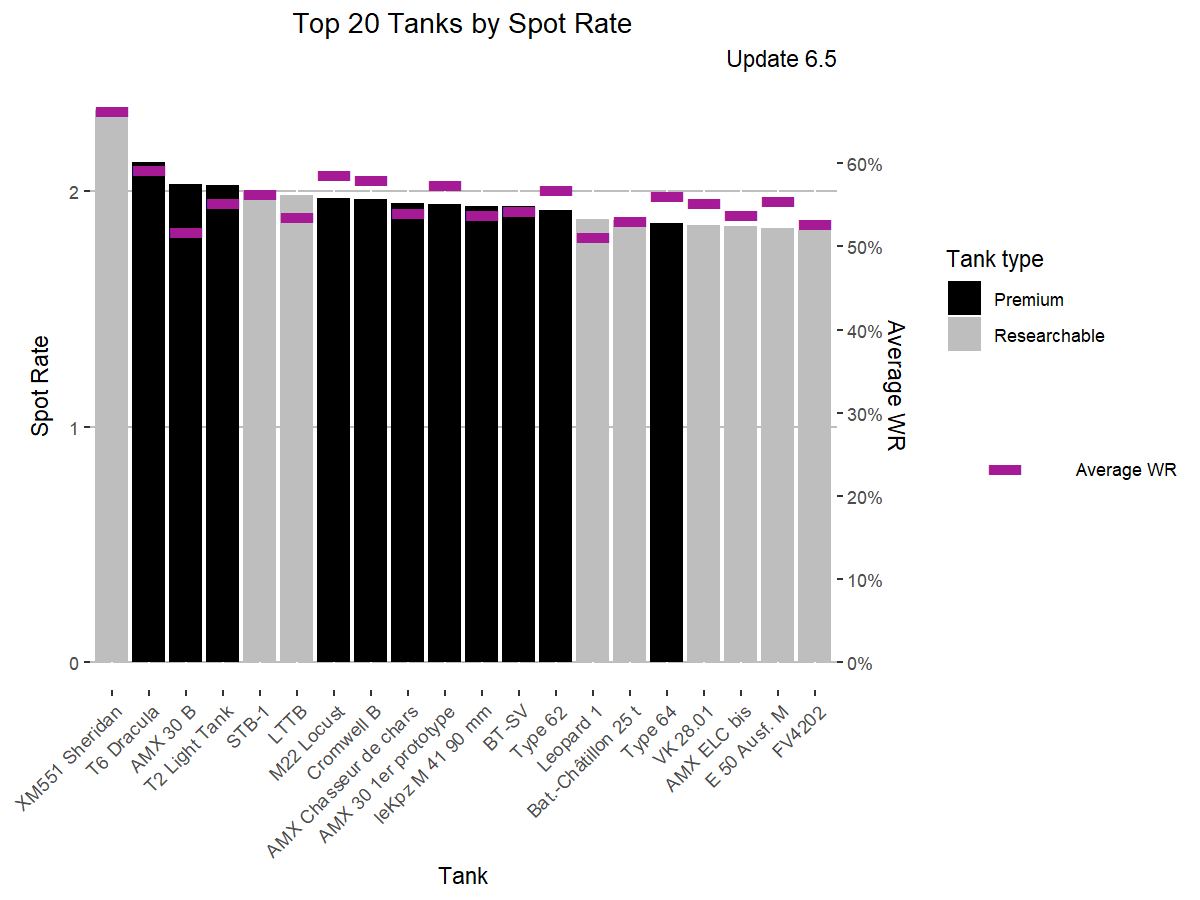 Top 20 Tanks by Spot Rate
Update 6.5
Spot Rate
2
1
0
60%
50%
40%
30%
20%
10%
0%
Average WR
XM551 Sheridan
T6 Dracula
AMX 30 B
T2 Light Tank
STB-1
LTTB
M22 Locust
Cromwell B
AMX Chasseur de chars
AMX 30 1er prototype
leKpz M 41 90 mm
BT-SV
Type 62
Leopard 1
Bat.-Châtillon 25 t
Type 64
VK 28.01
AMX ELC bis
E 50 Ausf. M
FV4202
Tank
Tank type
Premium
Researchable
Average WR